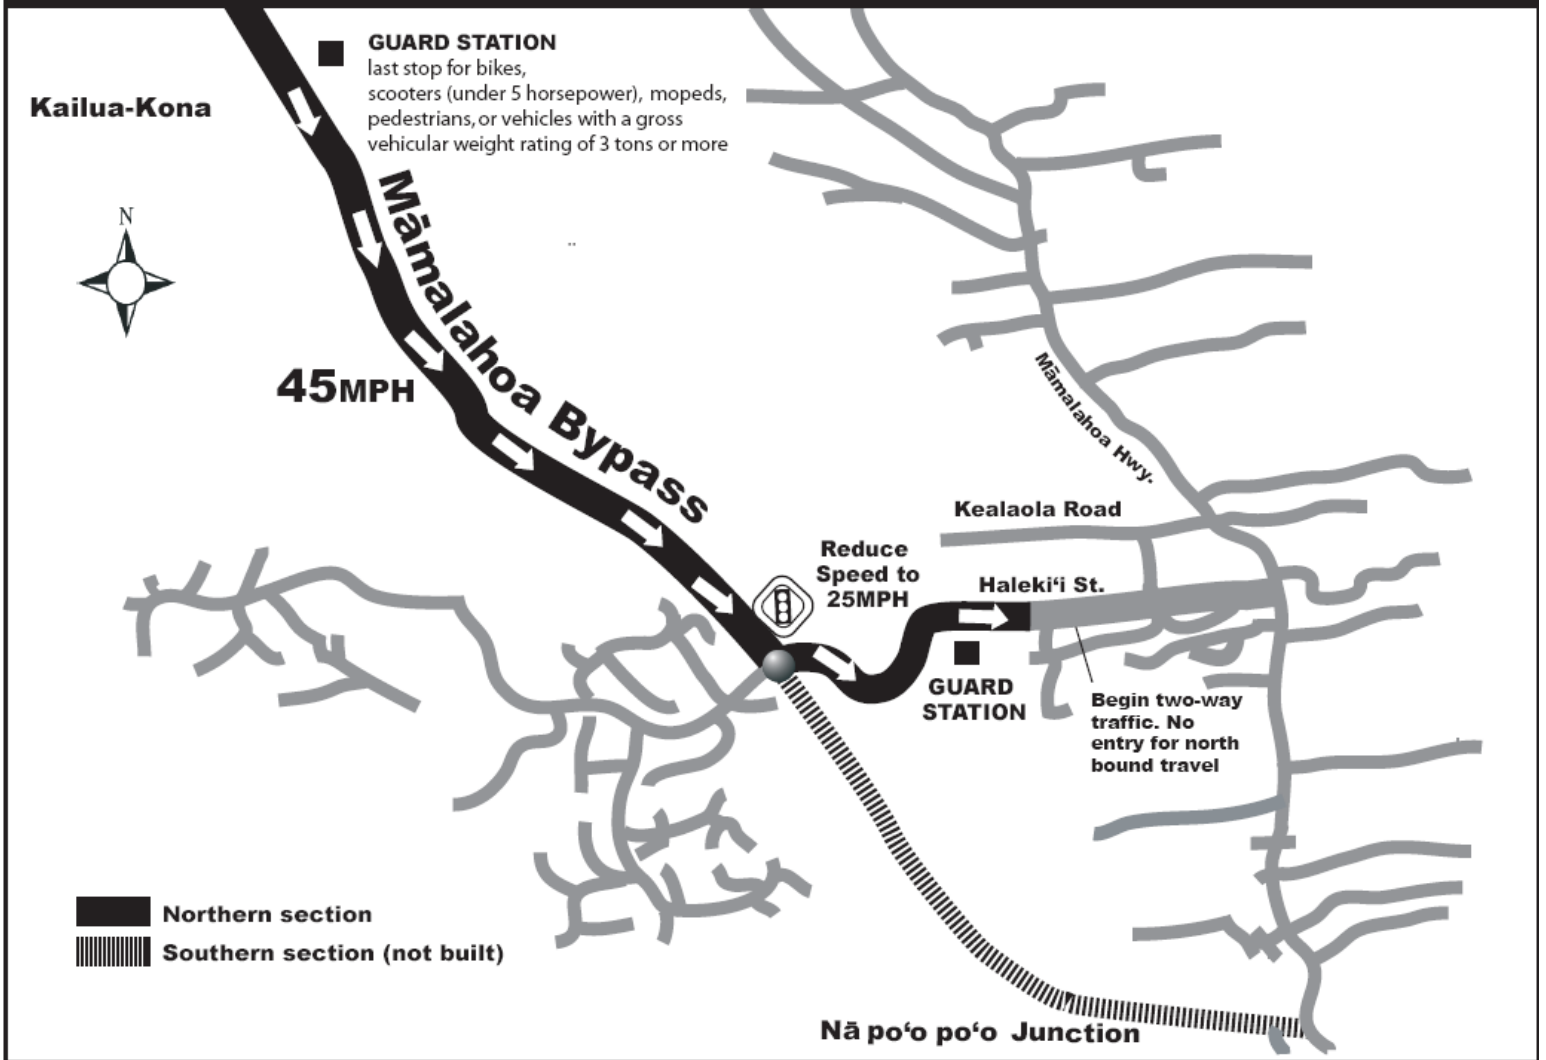 GUARD STATION
last stop for bikes,
scooters (under 5 horsepower), mopeds,
pedestrians, or vehicles with a gross
vehicular weight rating of 3 tons or more
Kailua-Kona
N
Māmalahoa Bypass
45MPH
Māmalahoa Hwy.
Kealaola Road
Reduce
Speed to
25MPH
Haleki‘i St.
GUARD
STATION
Begin two-way
traffic. No
entry for north
bound travel
Northern section
Southern section (not built)
Nā po‘o po‘o Junction